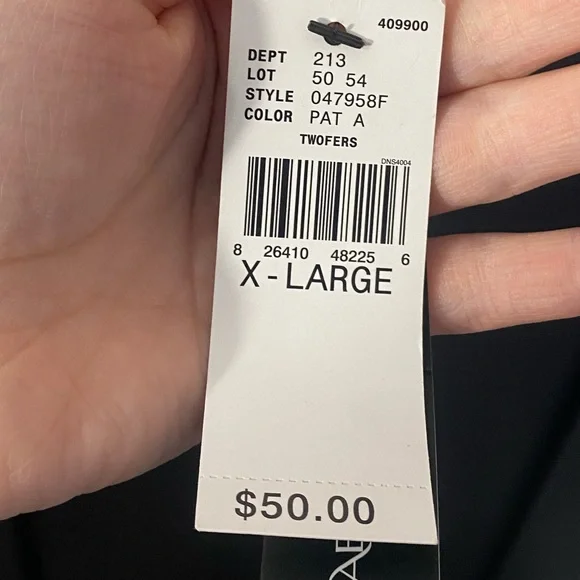 409900
DEPT 213
LOT 50 54
STYLE 047958F
COLOR PAT A
TWOFERS
DNS4004
8 26410 48225 6
X-LARGE
$50.00